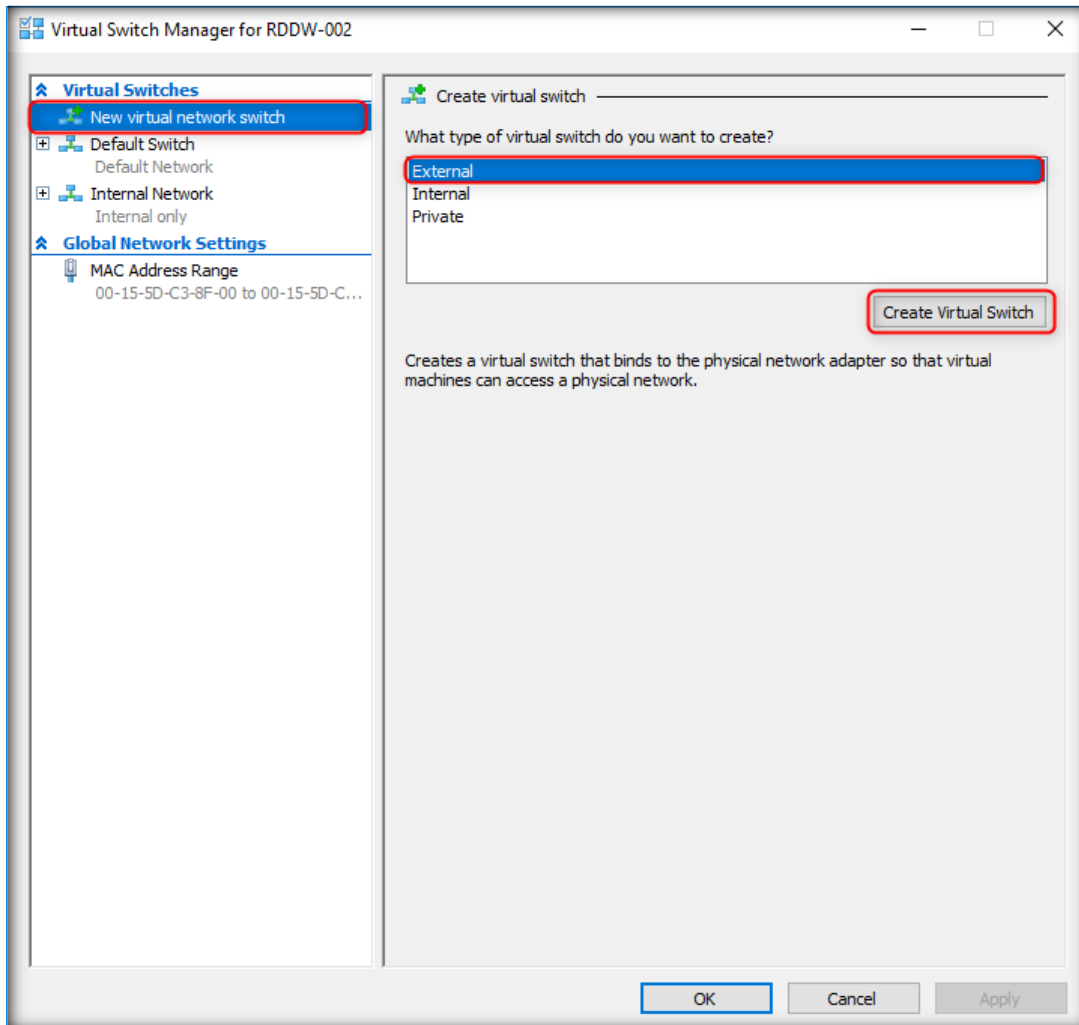 Virtual Switch Manager for RDDW-002
Virtual Switches
New virtual network switch
Default Switch
Default Network
Internal Network
Internal only
Global Network Settings
MAC Address Range
00-15-5D-C3-8F-00 to 00-15-5D-C...
Create virtual switch
What type of virtual switch do you want to create?
External
Internal
Private
Create Virtual Switch
Creates a virtual switch that binds to the physical network adapter so that virtual
machines can access a physical network.
OK
Cancel
Apply